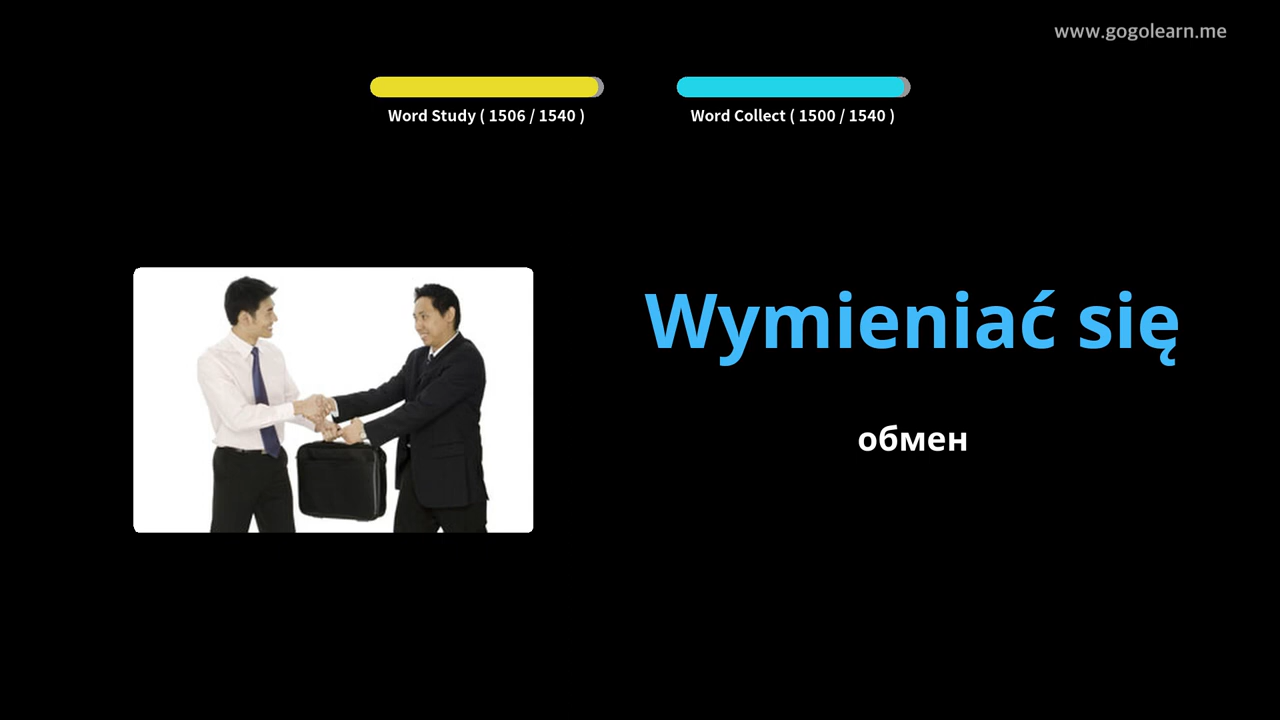 www.gogolearn.me
Word Study ( 1506 / 1540 )
Word Collect ( 1500 / 1540 )
Wymieniać się
обмен